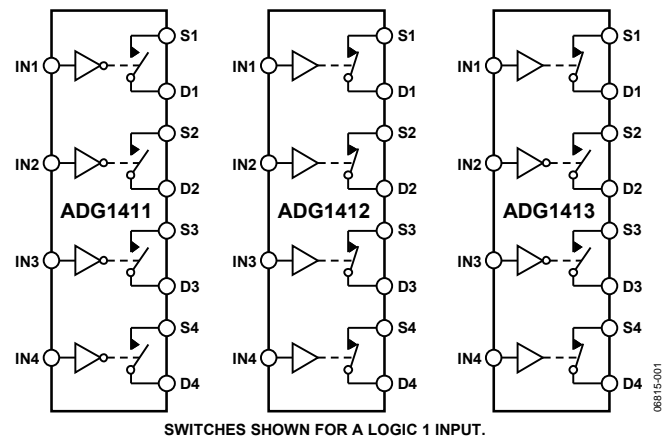 S1
IN1
D1
S2
IN2
D2
ADG1411
S3
IN3
D3
S4
IN4
D4
S1
IN1
D1
S2
IN2
D2
ADG1412
S3
IN3
D3
S4
IN4
D4
S1
IN1
D1
S2
IN2
D2
ADG1413
S3
IN3
D3
S4
IN4
D4
06815-001
SWITCHES SHOWN FOR A LOGIC 1 INPUT.